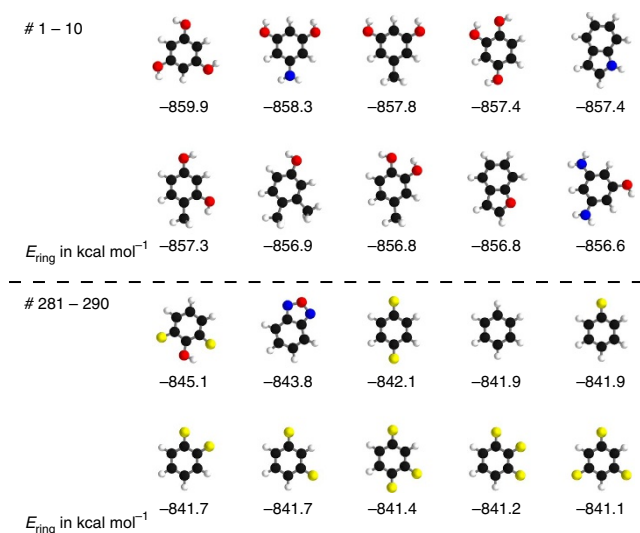 # 1 – 10
–859.9 –858.3 –857.8 –857.4 –857.4
E_ring in kcal mol⁻¹ –857.3 –856.9 –856.8 –856.8 –856.6
# 281 – 290
–845.1 –843.8 –842.1 –841.9 –841.9
E_ring in kcal mol⁻¹ –841.7 –841.7 –841.4 –841.2 –841.1